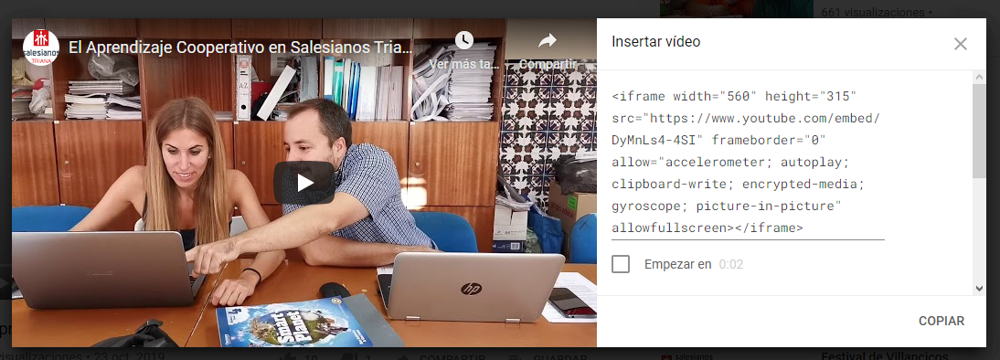 661 visualizaciones •
salesianos
TRIANA
El Aprendizaje Cooperativo en Salesianos Tria…
Ver más ta…
Compartir
A-Z
hp
Smart
Planet
Insertar vídeo
<iframe width="560" height="315"
src="https://www.youtube.com/embed/
DyMnLs4-4SI" frameborder="0"
allow="accelerometer; autoplay;
clipboard-write; encrypted-media;
gyroscope; picture-in-picture"
allowfullscreen></iframe>
Empezar en 0:02
COPIAR
visualizaciones • 23 oct. 2019
10
1
COMPARTIR
GUARDAR
salesianos
Festival de Villancicos